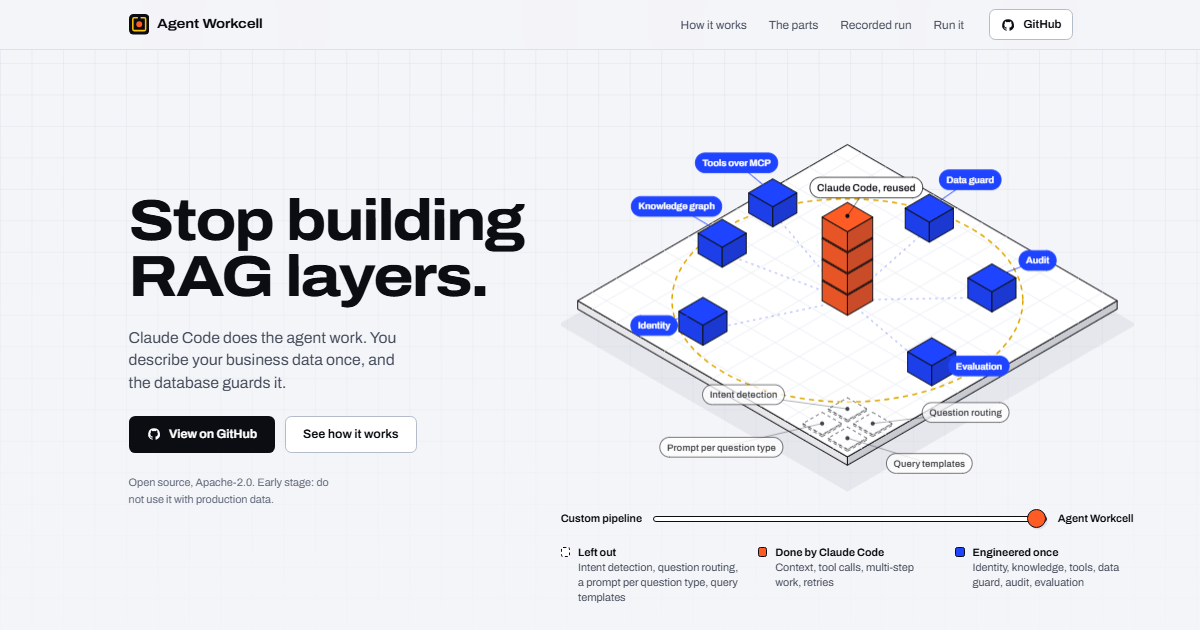 Agent Workcell
How it works
The parts
Recorded run
Run it
GitHub
Stop building
RAG layers.
Claude Code does the agent work. You
describe your business data once, and
the database guards it.
View on GitHub
See how it works
Open source, Apache-2.0. Early stage: do
not use it with production data.
Tools over MCP
Claude Code, reused
Data guard
Knowledge graph
Audit
Identity
Evaluation
Intent detection
Question routing
Prompt per question type
Query templates
Custom pipeline
Agent Workcell
Left out
Intent detection, question routing,
a prompt per question type, query
templates
Done by Claude Code
Context, tool calls, multi-step
work, retries
Engineered once
Identity, knowledge, tools, data
guard, audit, evaluation